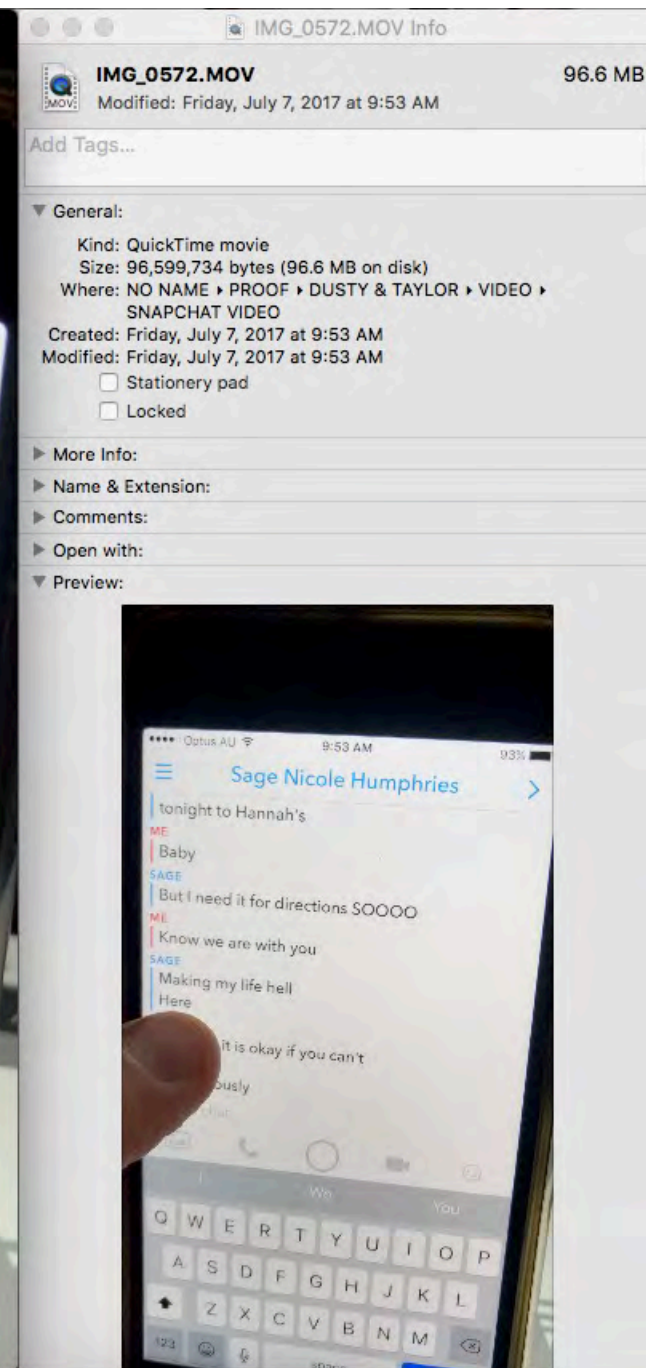 IMG_0572.MOV Info
IMG_0572.MOV 96.6 MB
Modified: Friday, July 7, 2017 at 9:53 AM
MOV
Add Tags...
▼ General:
Kind: QuickTime movie
Size: 96,599,734 bytes (96.6 MB on disk)
Where: NO NAME ▸ PROOF ▸ DUSTY & TAYLOR ▸ VIDEO ▸
SNAPCHAT VIDEO
Created: Friday, July 7, 2017 at 9:53 AM
Modified: Friday, July 7, 2017 at 9:53 AM
Stationery pad
Locked
▶ More Info:
▶ Name & Extension:
▶ Comments:
▶ Open with:
▼ Preview:
Optus AU 9:53 AM 93%
Sage Nicole Humphries
tonight to Hannah's
ME
Baby
SAGE
But I need it for directions SOOOO
ME
Know we are with you
SAGE
Making my life hell
Here
it is okay if you can't
ously
chat
I We You
Q W E R T Y U I O P
A S D F G H J K L
Z X C V B N M
123 space